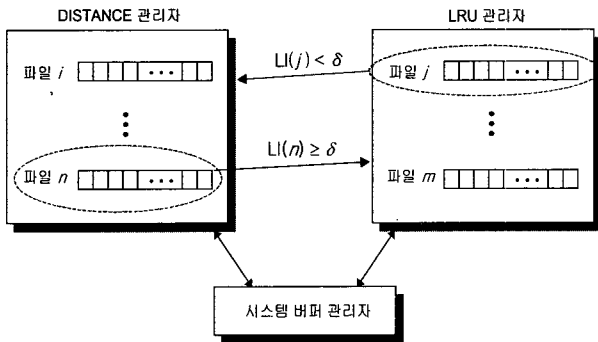 DISTANCE 관리자
LRU 관리자
파일 i
LI(j) < δ
파일 j
LI(n) ≥ δ
파일 n
파일 m
시스템 버퍼 관리자